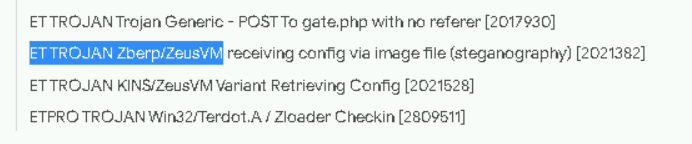 ET TROJAN Trojan Generic - POST To gate.php with no referer [2017930]
ET TROJAN Zberp/ZeusVM receiving config via image file (steganography) [2021382]
ET TROJAN KINS/ZeusVM Variant Retrieving Config [2021528]
ETPRO TROJAN Win32/Terdot.A / Zloader Checkin [2809511]